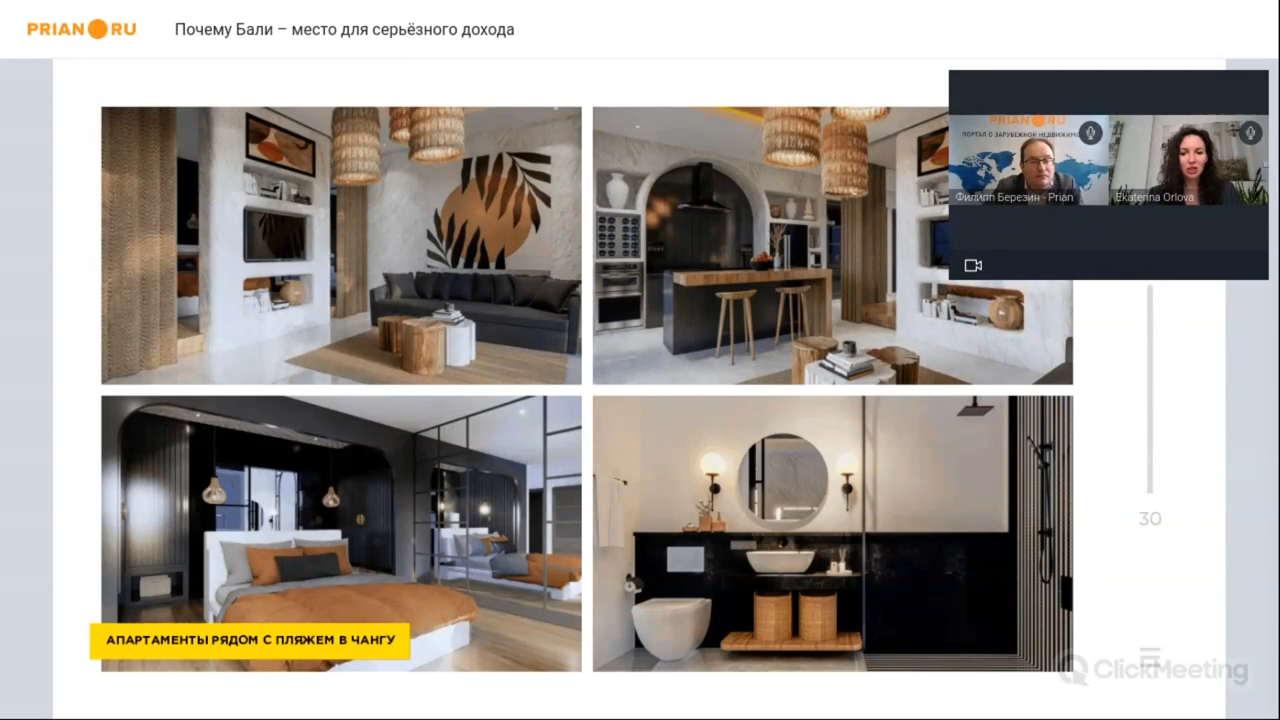 PRIAN RU
Почему Бали – место для серьёзного дохода
PRIAN RU
ПОРТАЛ О ЗАРУБЕЖНОЙ НЕДВИЖИМО
Филипп Березин - Prian
Ekaterina Orlova
30
АПАРТАМЕНТЫ РЯДОМ С ПЛЯЖЕМ В ЧАНГУ
ClickMeeting